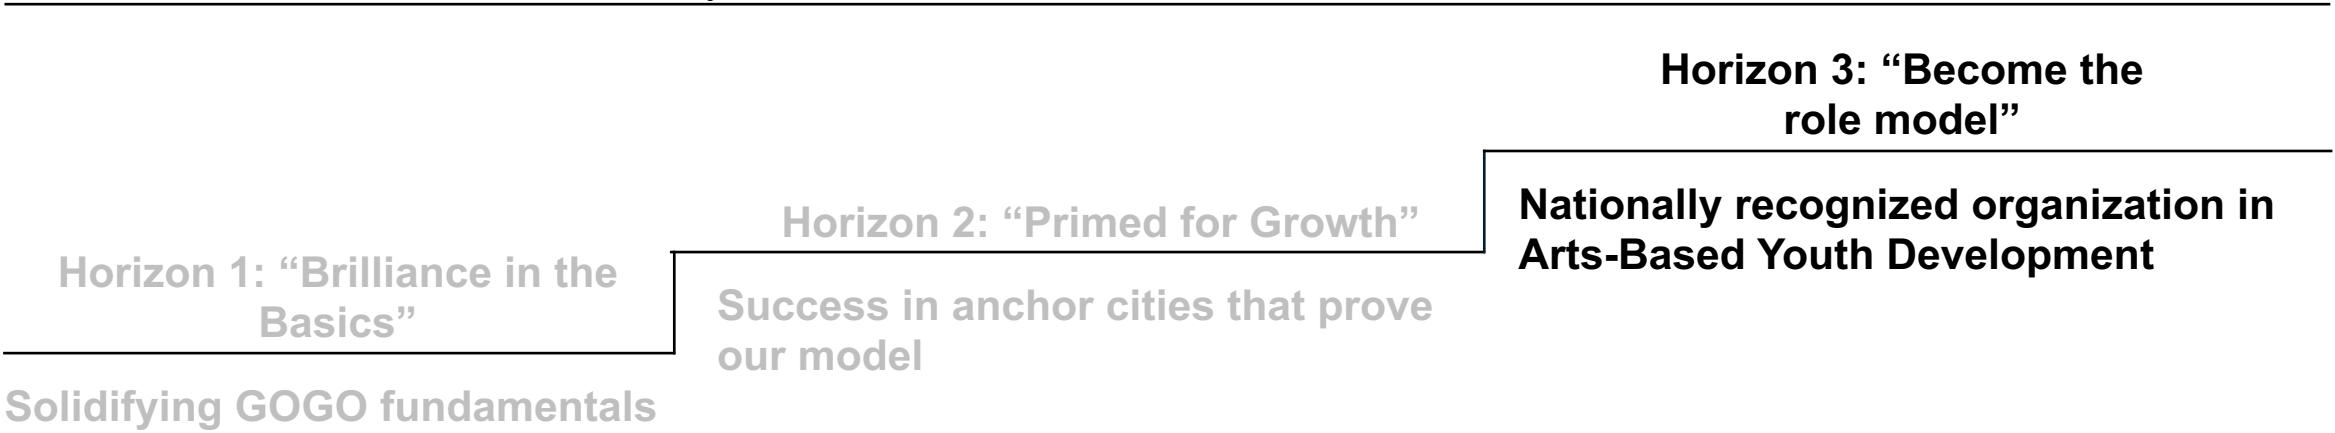 Horizon 1: “Brilliance in the
Basics”
Solidifying GOGO fundamentals
Horizon 2: “Primed for Growth”
Success in anchor cities that prove
our model
Horizon 3: “Become the
role model”
Nationally recognized organization in
Arts-Based Youth Development